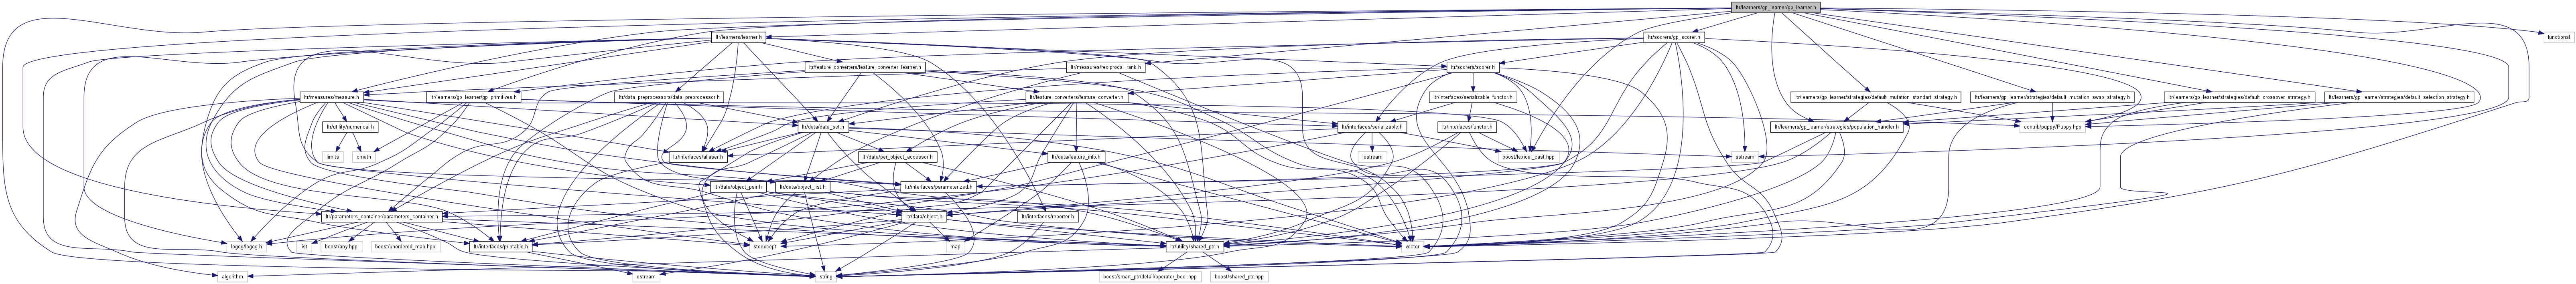 ltr/learners/gp_learner/gp_learner.h
ltr/learners/learner.h
ltr/scorers/gp_scorer.h
functional
ltr/feature_converters/feature_converter_learner.h
ltr/measures/reciprocal_rank.h
ltr/scorers/scorer.h
ltr/measures/measure.h
ltr/learners/gp_learner/gp_primitives.h
ltr/data_preprocessors/data_preprocessor.h
ltr/feature_converters/feature_converter.h
ltr/interfaces/serializable_functor.h
ltr/learners/gp_learner/strategies/default_mutation_standart_strategy.h
ltr/learners/gp_learner/strategies/default_mutation_swap_strategy.h
ltr/learners/gp_learner/strategies/default_crossover_strategy.h
ltr/learners/gp_learner/strategies/default_selection_strategy.h
ltr/utility/numerical.h
ltr/data/data_set.h
ltr/interfaces/serializable.h
ltr/interfaces/functor.h
ltr/learners/gp_learner/strategies/population_handler.h
contrib/puppy/Puppy.hpp
limits
cmath
ltr/interfaces/aliaser.h
ltr/data/per_object_accessor.h
ltr/data/feature_info.h
iostream
boost/lexical_cast.hpp
sstream
ltr/data/object_pair.h
ltr/data/object_list.h
ltr/interfaces/parameterized.h
ltr/parameters_container/parameters_container.h
ltr/data/object.h
ltr/interfaces/reporter.h
logog/logog.h
list
boost/any.hpp
boost/unordered_map.hpp
ltr/interfaces/printable.h
stdexcept
map
ltr/utility/shared_ptr.h
vector
algorithm
ostream
string
boost/smart_ptr/detail/operator_bool.hpp
boost/shared_ptr.hpp